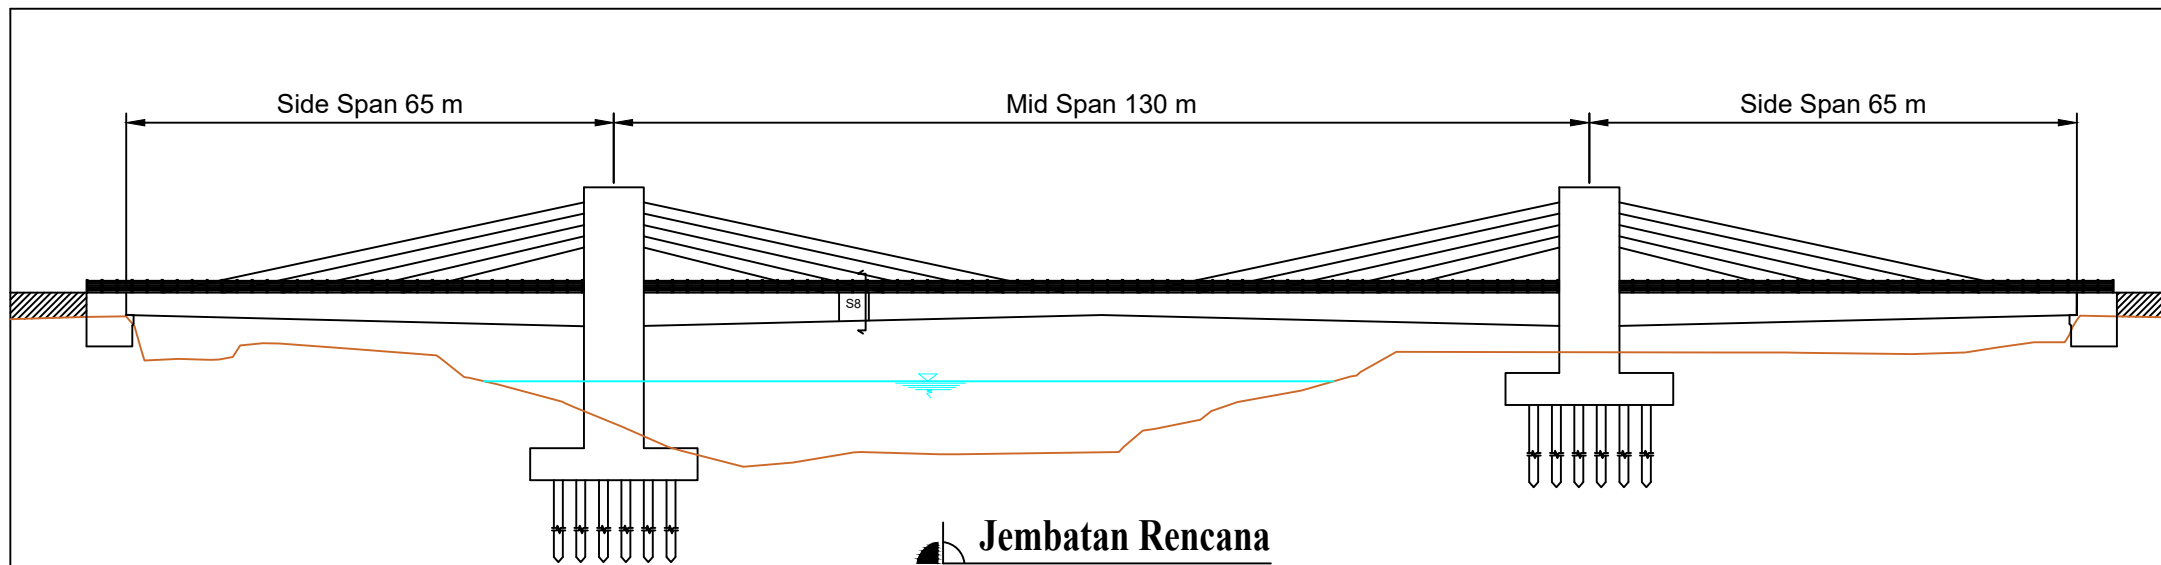 Side Span 65 m
Mid Span 130 m
Side Span 65 m
S8
Jembatan Rencana